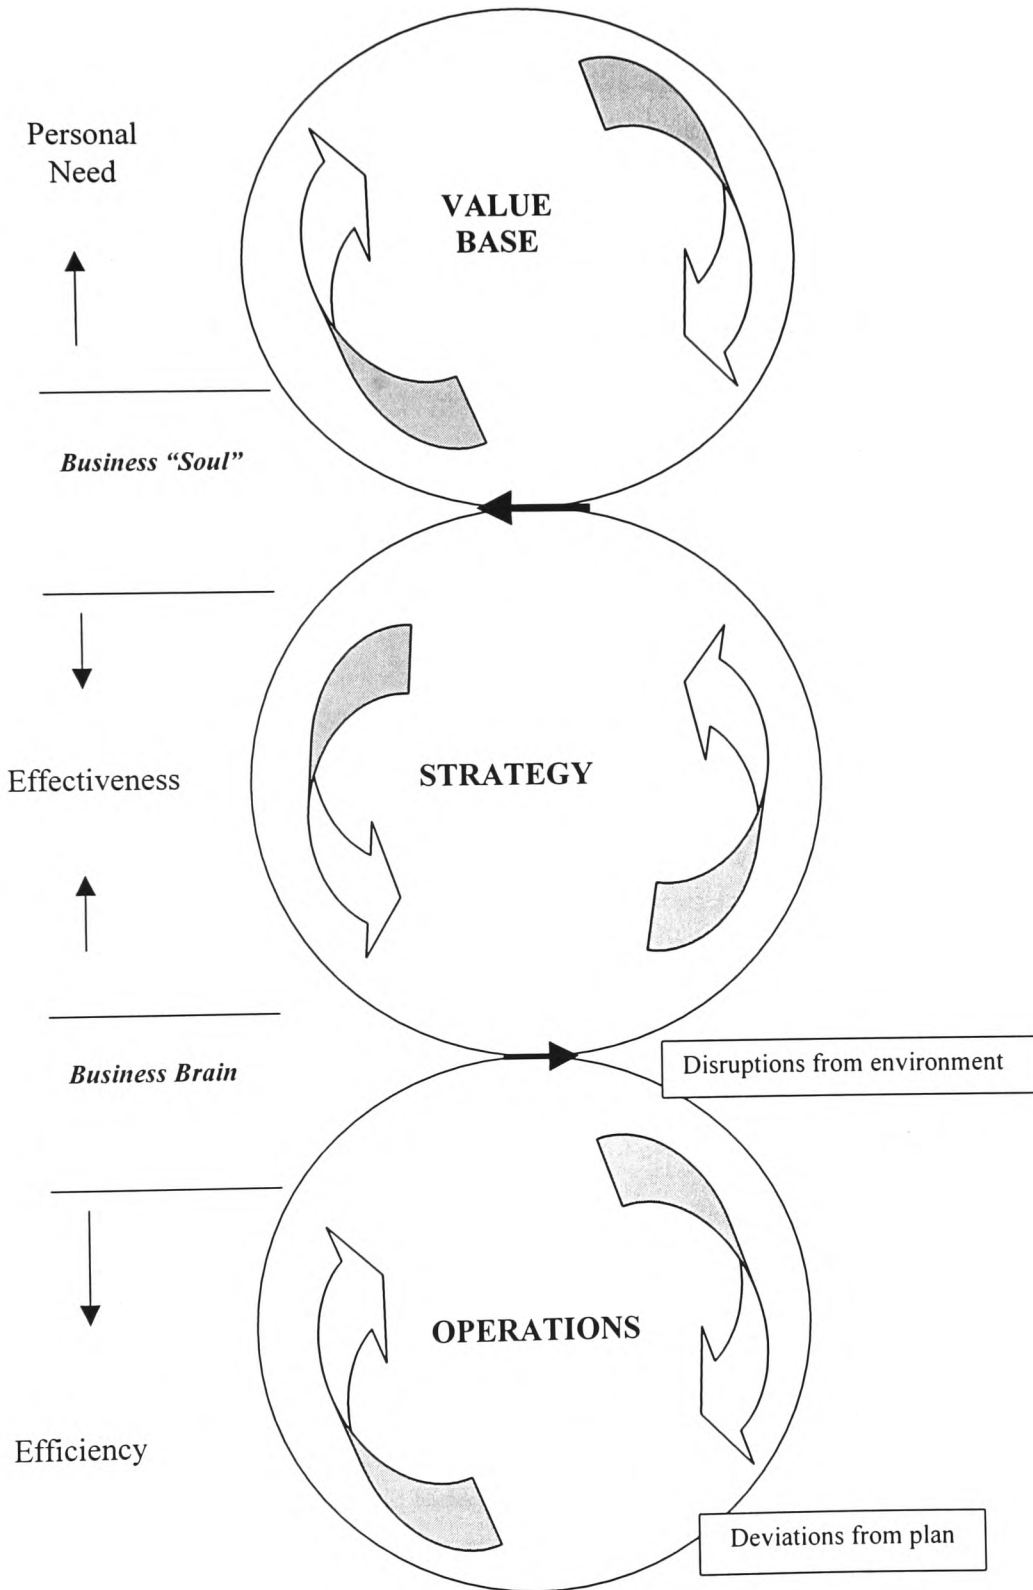 Personal
Need
VALUE
BASE
Business “Soul”
Effectiveness
STRATEGY
Business Brain
Disruptions from environment
OPERATIONS
Efficiency
Deviations from plan